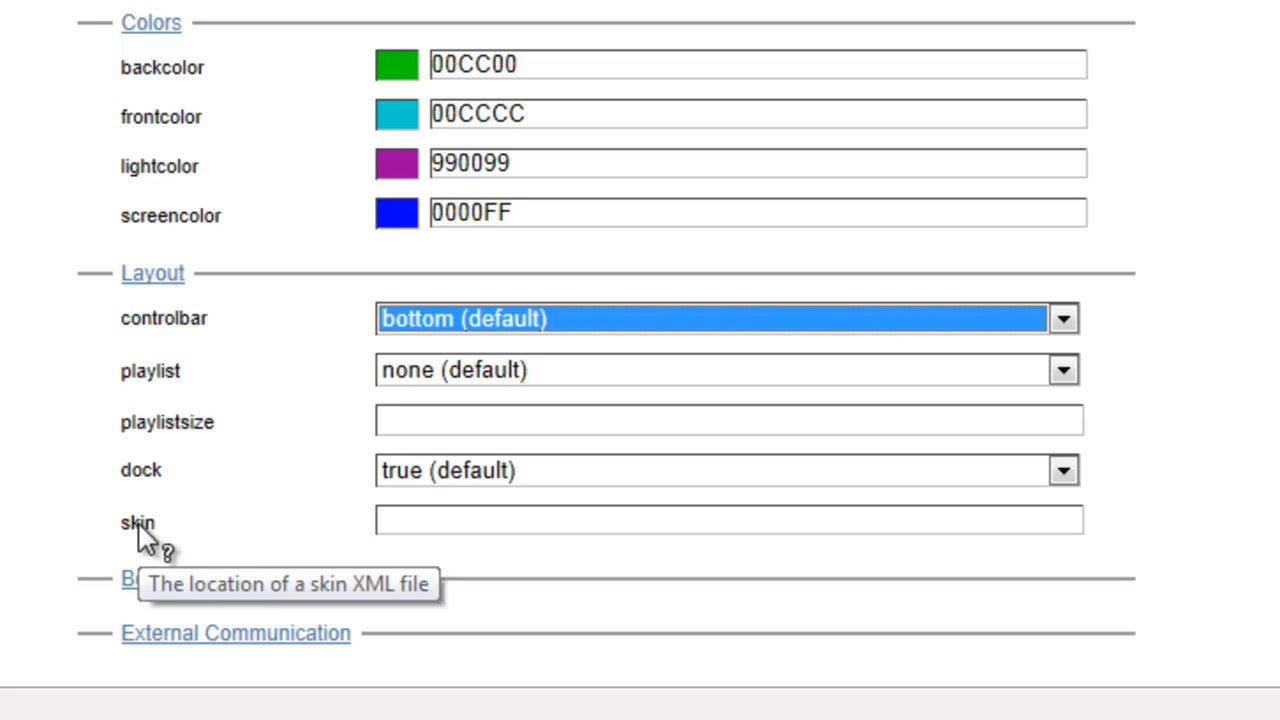 Colors
backcolor 00CC00
frontcolor 00CCCC
lightcolor 990099
screencolor 0000FF
Layout
controlbar bottom (default)
playlist none (default)
playlistsize
dock true (default)
skin
The location of a skin XML file
External Communication